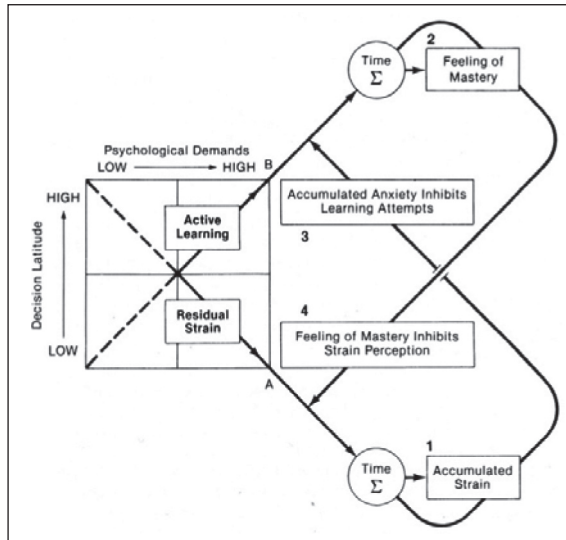 2
Time
Σ
Feeling of
Mastery
Psychological Demands
LOW
HIGH
B
HIGH
Active
Learning
Accumulated Anxiety Inhibits
Learning Attempts
3
Decision Latitude
4
Residual
Strain
Feeling of Mastery Inhibits
Strain Perception
LOW
A
1
Time
Σ
Accumulated
Strain